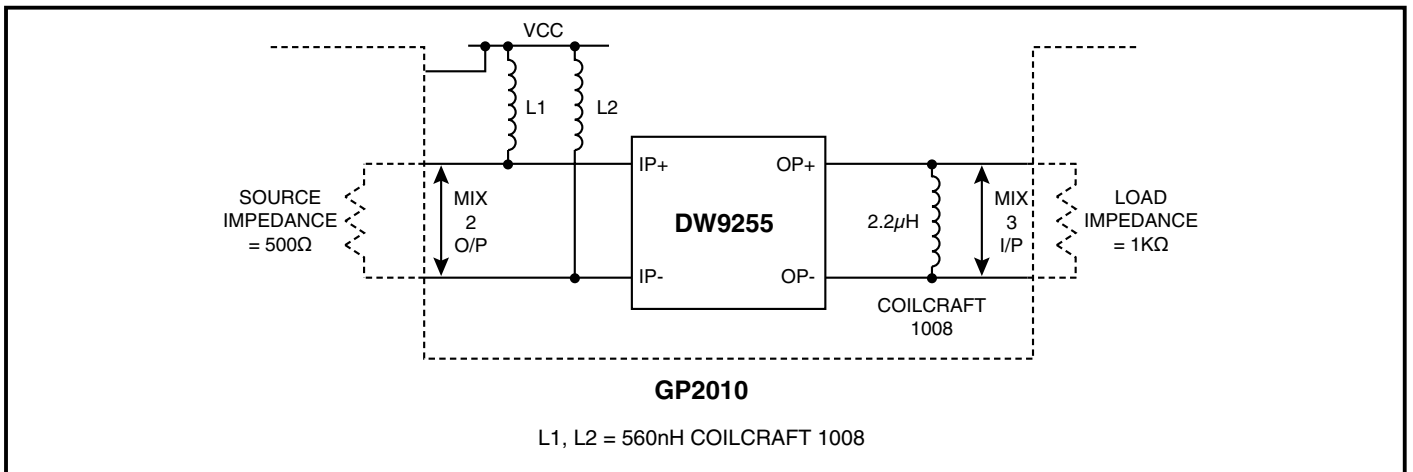 VCC
L1
L2
IP+
OP+
SOURCE
IMPEDANCE
= 500Ω
MIX
2
O/P
DW9255
2.2µH
MIX
3
I/P
LOAD
IMPEDANCE
= 1KΩ
IP-
OP-
COILCRAFT
1008
GP2010
L1, L2 = 560nH COILCRAFT 1008